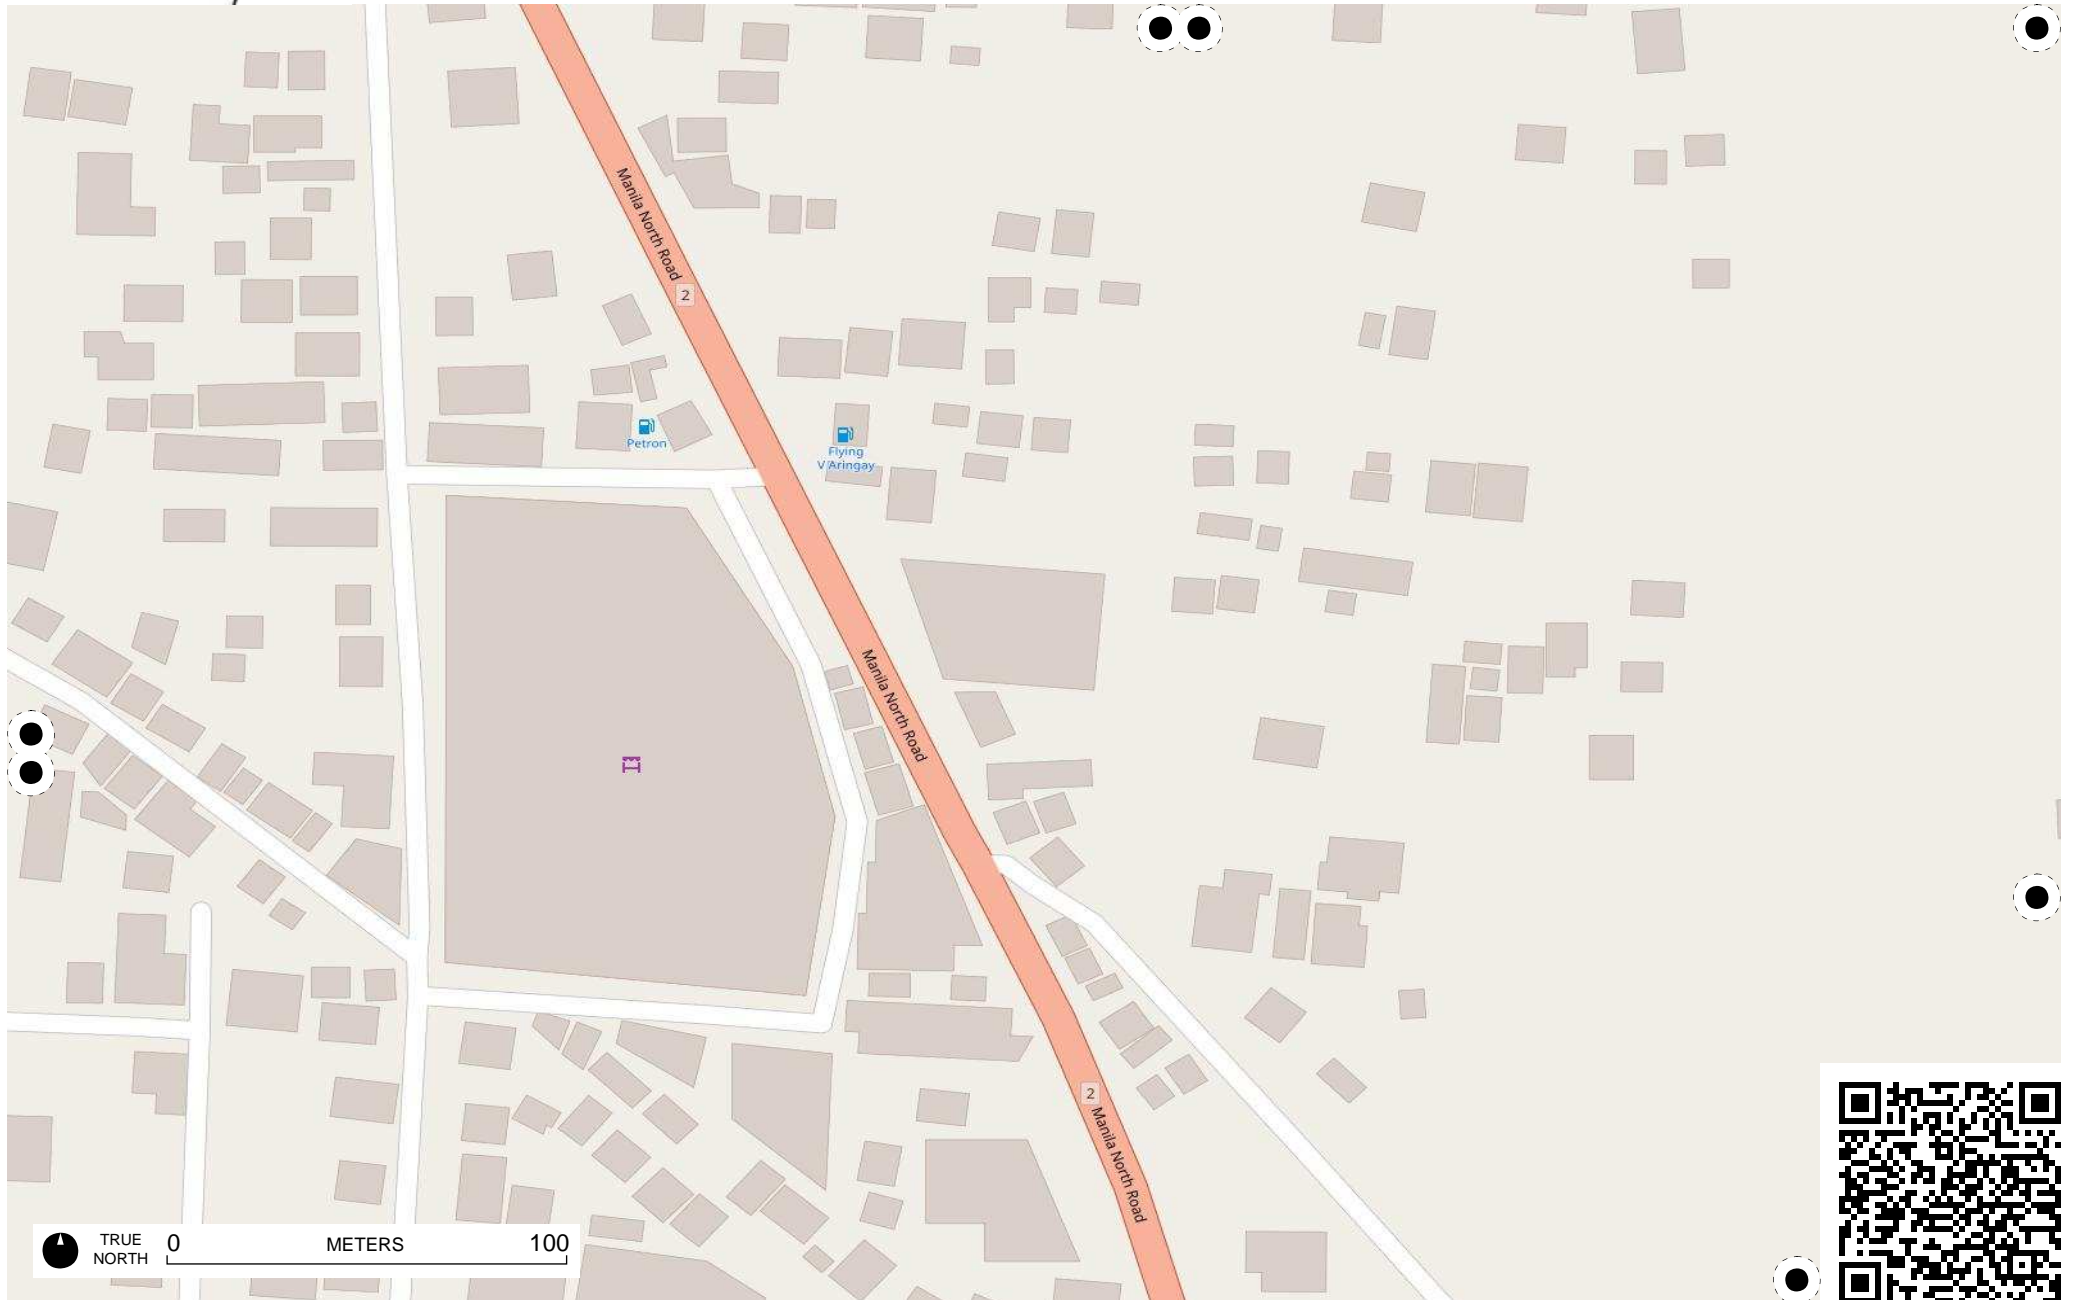 Manila North Road
2
Petron
Flying
V Aringay
Manila North Road
2
Manila North Road
TRUE
NORTH
0
METERS
100